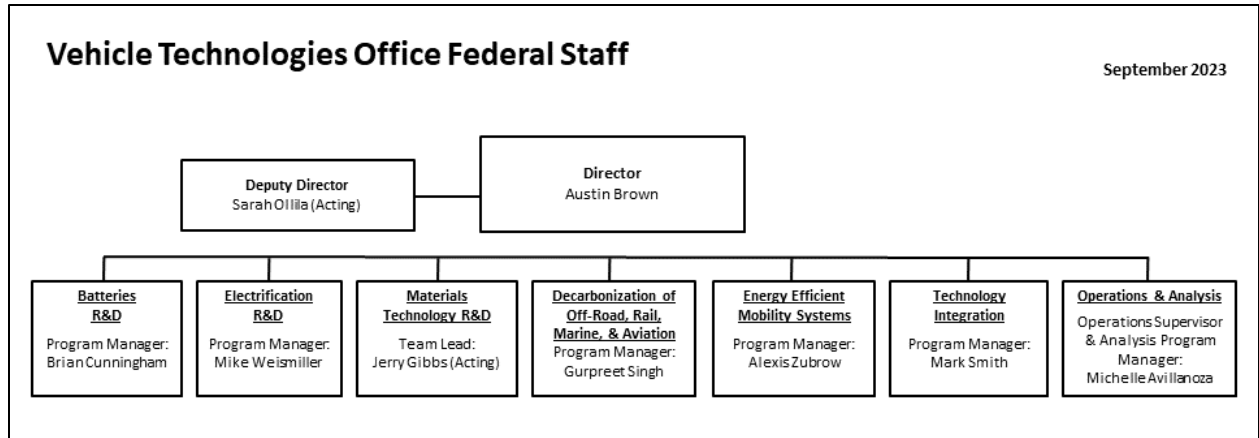 Vehicle Technologies Office Federal Staff
September 2023
Deputy Director
Sarah Ollila (Acting)
Director
Austin Brown
Batteries
R&D
Program Manager:
Brian Cunningham
Electrification
R&D
Program Manager:
Mike Weismiller
Materials
Technology R&D
Team Lead:
Jerry Gibbs (Acting)
Decarbonization of
Off-Road, Rail,
Marine, & Aviation
Program Manager:
Gurpreet Singh
Energy Efficient
Mobility Systems
Program Manager:
Alexis Zubrow
Technology
Integration
Program Manager:
Mark Smith
Operations & Analysis
Operations Supervisor
& Analysis Program
Manager:
Michelle Avillanoza